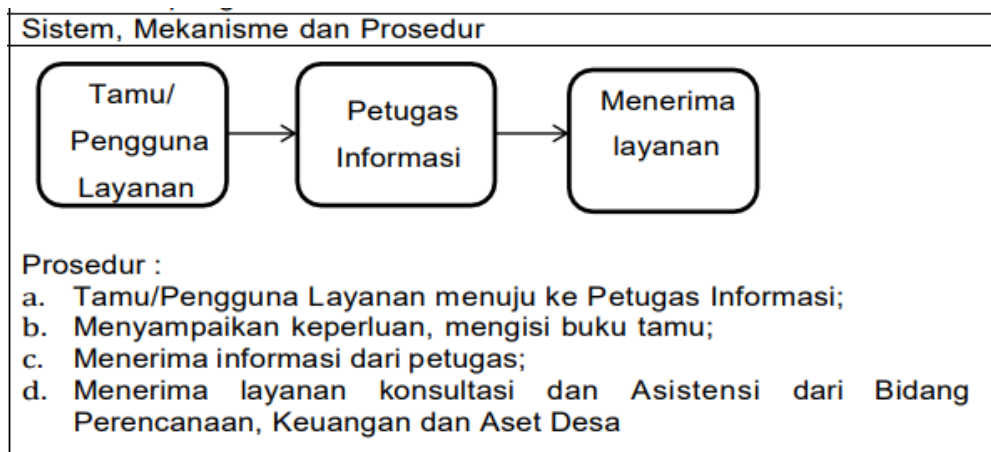 Sistem, Mekanisme dan Prosedur
Tamu/
Pengguna
Layanan
Petugas
Informasi
Menerima
layanan
Prosedur :
a. Tamu/Pengguna Layanan menuju ke Petugas Informasi;
b. Menyampaikan keperluan, mengisi buku tamu;
c. Menerima informasi dari petugas;
d. Menerima layanan konsultasi dan Asistensi dari Bidang
Perencanaan, Keuangan dan Aset Desa